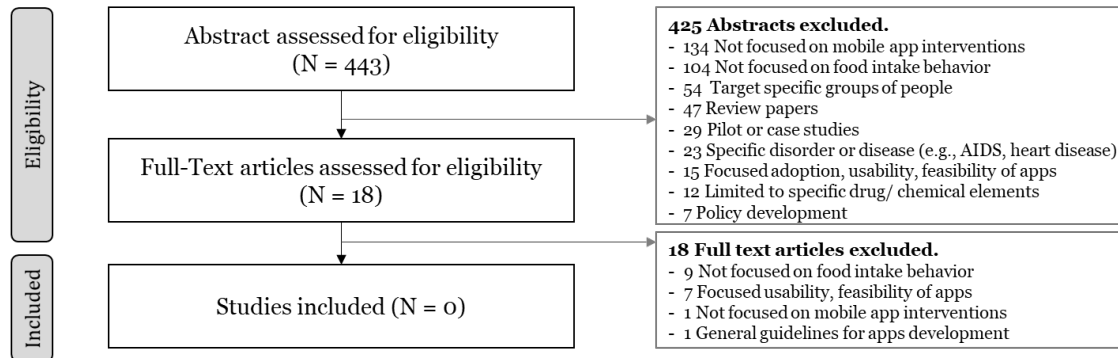 Eligibility
Abstract assessed for eligibility
(N = 443)
425 Abstracts excluded.
- 134 Not focused on mobile app interventions
- 104 Not focused on food intake behavior
- 54 Target specific groups of people
- 47 Review papers
- 29 Pilot or case studies
- 23 Specific disorder or disease (e.g., AIDS, heart disease)
- 15 Focused adoption, usability, feasibility of apps
- 12 Limited to specific drug/ chemical elements
- 7 Policy development
Full-Text articles assessed for eligibility
(N = 18)
18 Full text articles excluded.
- 9 Not focused on food intake behavior
- 7 Focused usability, feasibility of apps
- 1 Not focused on mobile app interventions
- 1 General guidelines for apps development
Included
Studies included (N = 0)